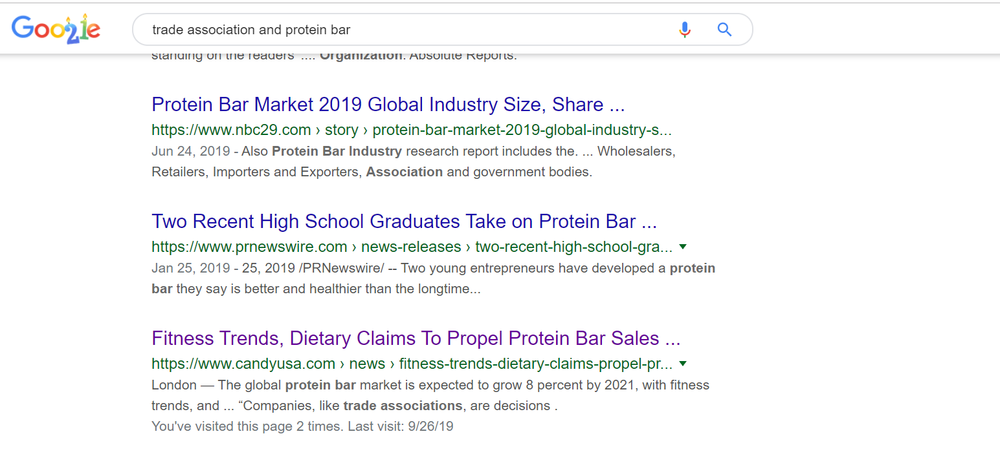 Goo21e
trade association and protein bar
standing on the readers' .... Organization. Absolute Reports.
Protein Bar Market 2019 Global Industry Size, Share ...
https://www.nbc29.com › story › protein-bar-market-2019-global-industry-s...
Jun 24, 2019 - Also Protein Bar Industry research report includes the. ... Wholesalers,
Retailers, Importers and Exporters, Association and government bodies.
Two Recent High School Graduates Take on Protein Bar ...
https://www.prnewswire.com › news-releases › two-recent-high-school-gra...
Jan 25, 2019 - 25, 2019 /PRNewswire/ -- Two young entrepreneurs have developed a protein
bar they say is better and healthier than the longtime...
Fitness Trends, Dietary Claims To Propel Protein Bar Sales ...
https://www.candyusa.com › news › fitness-trends-dietary-claims-propel-pr...
London — The global protein bar market is expected to grow 8 percent by 2021, with fitness
trends, and ... “Companies, like trade associations, are decisions .
You've visited this page 2 times. Last visit: 9/26/19